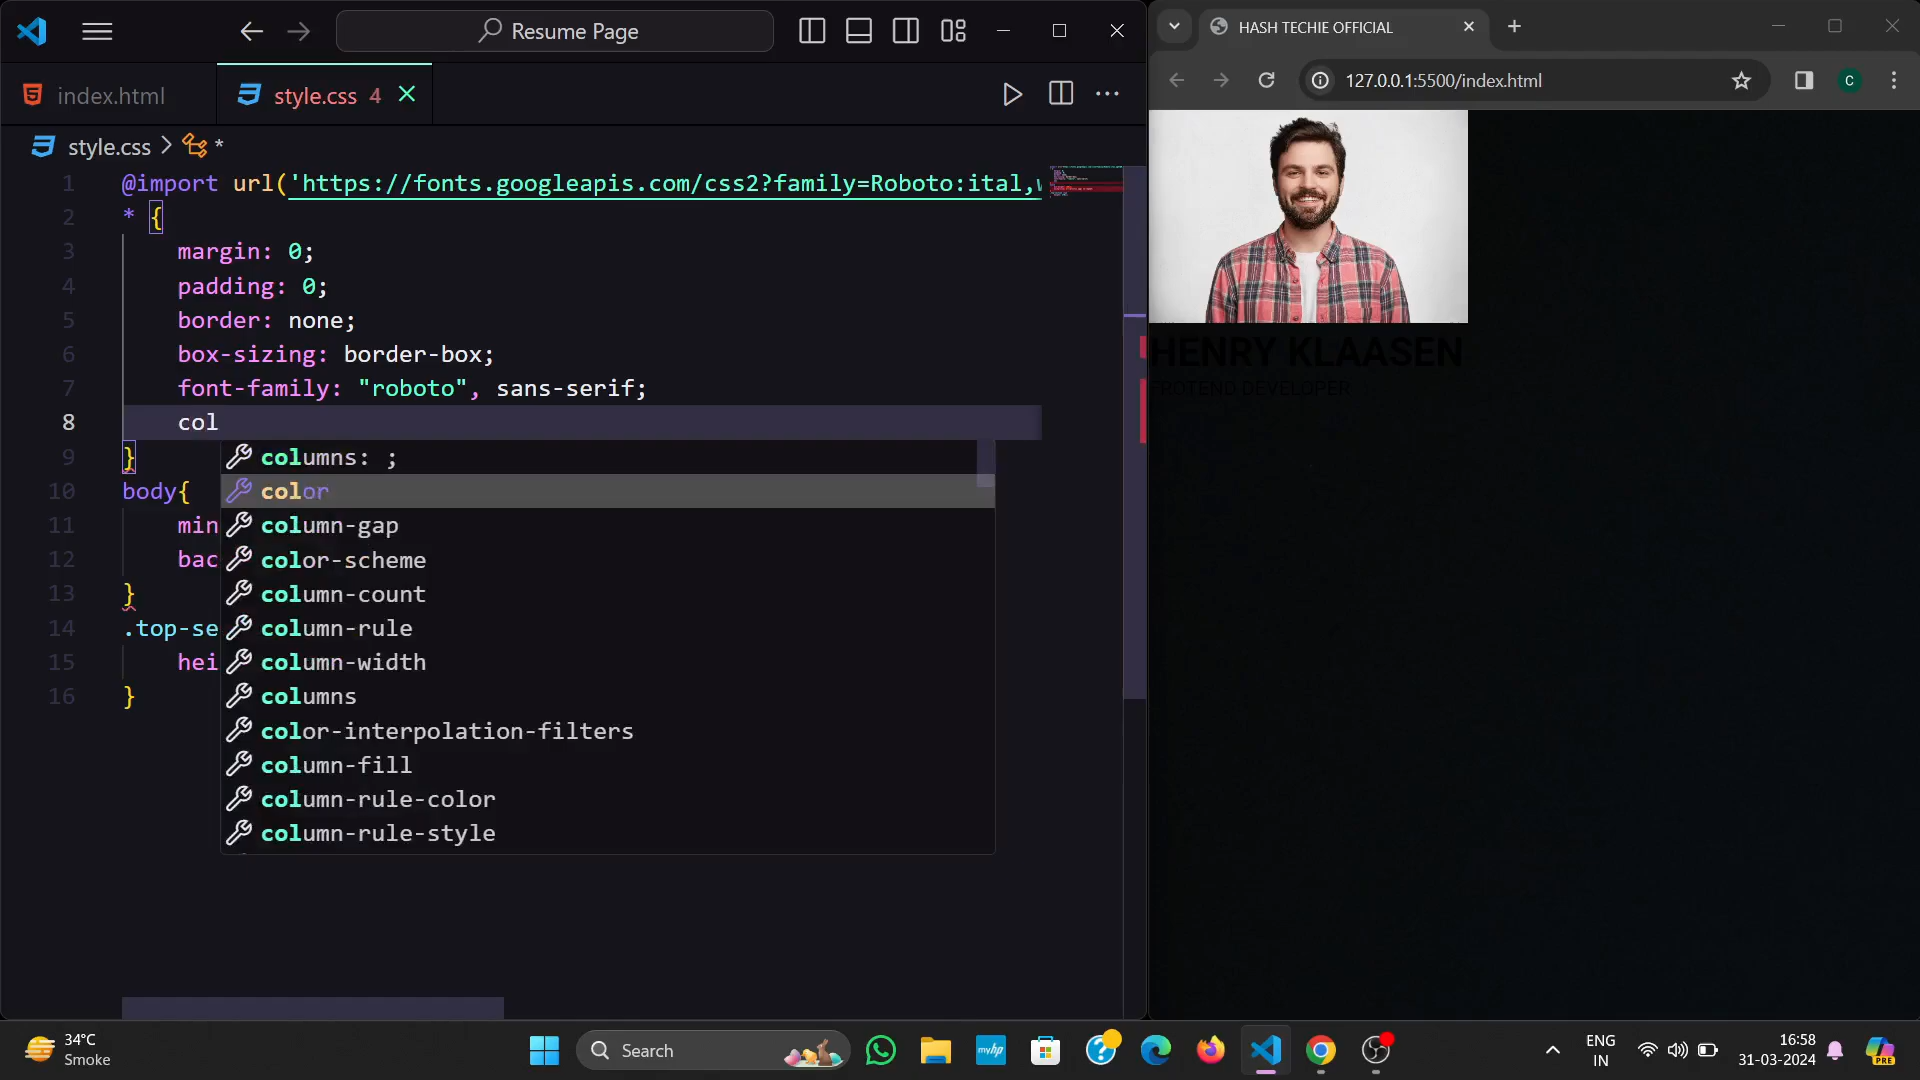 Resume Page
HASH TECHIE OFFICIAL
index.html
style.css 4
127.0.0.1:5500/index.html
C
style.css > *
1 @import url('https://fonts.googleapis.com/css2?family=Roboto:ital,w
2 * {
3 margin: 0;
4 padding: 0;
5 border: none;
6 box-sizing: border-box;
7 font-family: "roboto", sans-serif;
8 col
9 }
10 body{
11 min
12 bac
13 }
14 .top-se
15 hei
16 }
columns: ;
color
column-gap
color-scheme
column-count
column-rule
column-width
columns
color-interpolation-filters
column-fill
column-rule-color
column-rule-style
HENRY KLAASEN
FROTEND DEVELOPER
34°C
Smoke
Search
myhp
ENG
IN
16:58
31-03-2024
PRE